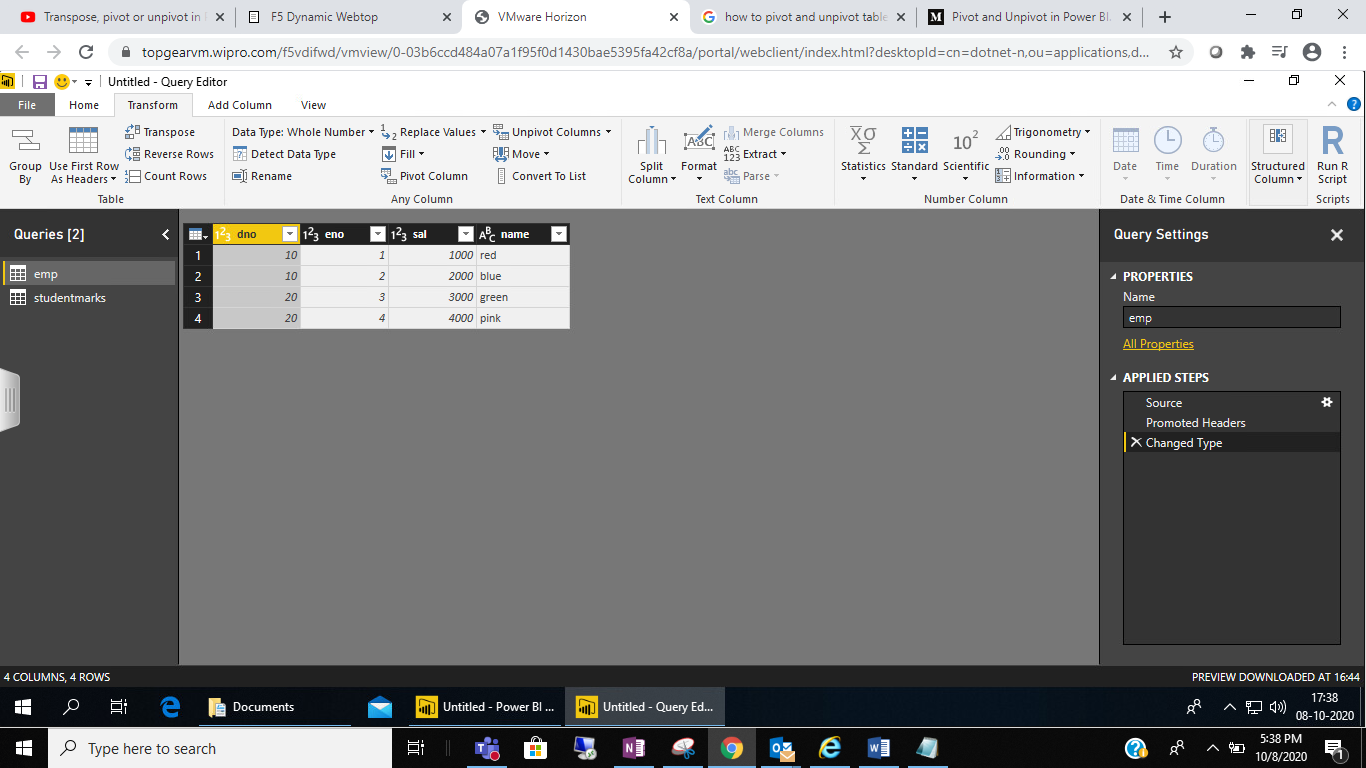 Transpose, pivot or unpivot in
F5 Dynamic Webtop
VMware Horizon
how to pivot and unpivot table
Pivot and Unpivot in Power BI.
topgearvm.wipro.com/f5vdifwd/vmview/0-03b6ccd484a07a1f95f0d1430bae5395fa42cf8a/portal/webclient/index.html?desktopId=cn=dotnet-n,ou=applications,d...
Untitled - Query Editor
File Home Transform Add Column View
Transpose
Reverse Rows
Count Rows
Group By
Use First Row As Headers
Table
Data Type: Whole Number
Detect Data Type
Rename
Replace Values
Fill
Pivot Column
Unpivot Columns
Move
Convert To List
Any Column
Split Column
Format
Merge Columns
Extract
Parse
Text Column
Statistics
Standard
Scientific
Trigonometry
Rounding
Information
Number Column
Date
Time
Duration
Date & Time Column
Structured Column
Run R Script
Scripts
Queries [2]
emp
studentmarks
dno eno sal name
1 10 1 1000 red
2 10 2 2000 blue
3 20 3 3000 green
4 20 4 4000 pink
Query Settings
PROPERTIES
Name
emp
All Properties
APPLIED STEPS
Source
Promoted Headers
Changed Type
4 COLUMNS, 4 ROWS
PREVIEW DOWNLOADED AT 16:44
Documents
Untitled - Power BI ...
Untitled - Query Ed...
17:38
08-10-2020
Type here to search
5:38 PM
10/8/2020